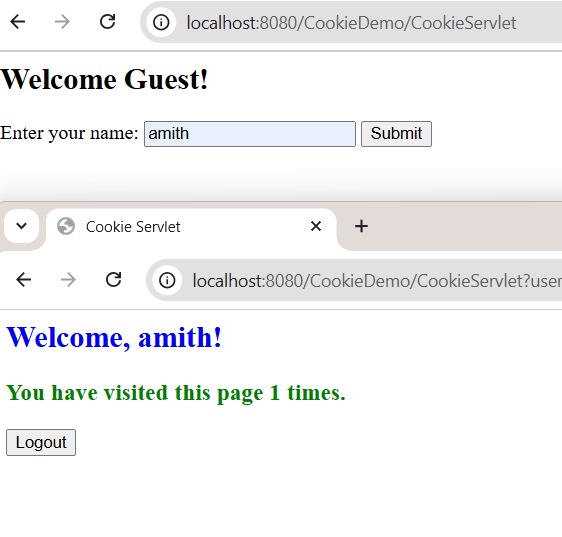 localhost:8080/CookieDemo/CookieServlet
Welcome Guest!
Enter your name: amith Submit
Cookie Servlet
localhost:8080/CookieDemo/CookieServlet?user
Welcome, amith!
You have visited this page 1 times.
Logout